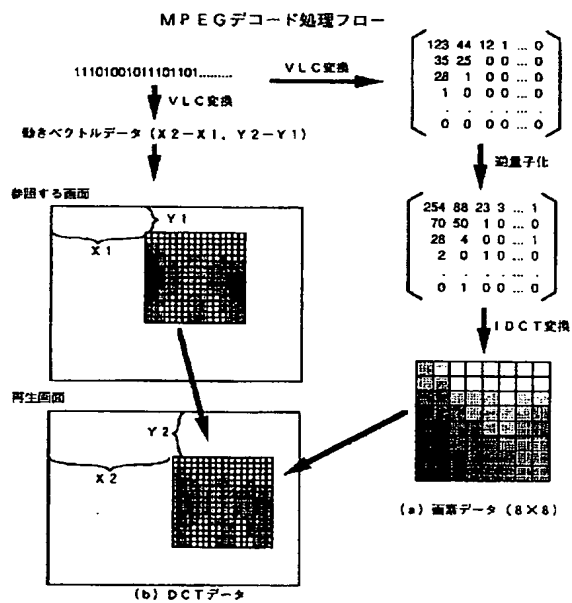 MPEGデコード処理フロー
11101001011101101.........
VLC変換
VLC変換
動きベクトルデータ (X2-X1, Y2-Y1)
123 44 12 1 ... 0
35 25 0 0 ... 0
28 1 0 0 ... 0
1 0 0 0 ... 0
. . . . ... .
0 0 0 0 ... 0
逆量子化
254 88 23 3 ... 1
70 50 1 0 ... 0
28 4 0 0 ... 1
2 0 1 0 ... 0
. . . . ... .
0 1 0 0 ... 0
IDCT変換
参照する画面
Y1
X1
再生画面
Y2
X2
(a) 画素データ (8×8)
(b) DCTデータ